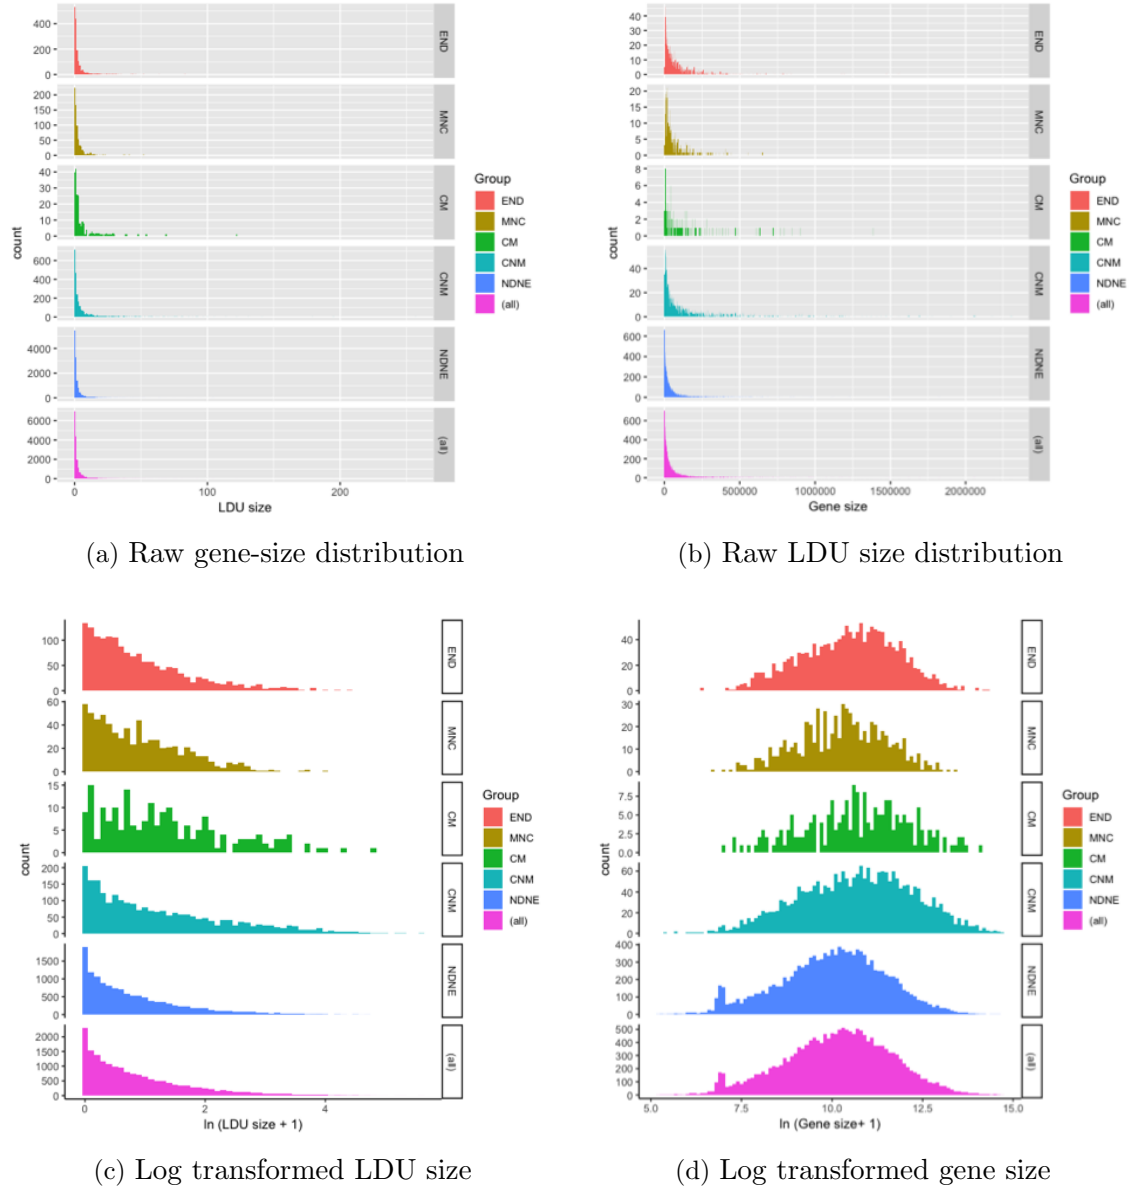 400
200
0
END
200
150
100
50
0
MNC
40
30
20
10
0
CM
600
400
200
0
CNM
4000
2000
0
NDNE
6000
4000
2000
0
(all)
count
0 100 200
LDU size
Group
END
MNC
CM
CNM
NDNE
(all)
(a) Raw gene-size distribution
40
30
20
10
0
END
20
15
10
5
0
MNC
8
6
4
2
0
CM
40
20
0
CNM
600
400
200
0
NDNE
600
400
200
0
(all)
count
0 500000 1000000 1500000 2000000
Gene size
Group
END
MNC
CM
CNM
NDNE
(all)
(b) Raw LDU size distribution
100
50
0
END
60
40
20
0
MNC
15
10
5
0
CM
200
150
100
50
0
CNM
1500
1000
500
0
NDNE
2000
1500
1000
500
0
(all)
count
0 2 4
ln (LDU size + 1)
Group
END
MNC
CM
CNM
NDNE
(all)
(c) Log transformed LDU size
40
20
0
END
30
20
10
0
MNC
7.5
5.0
2.5
0.0
CM
60
40
20
0
CNM
400
300
200
100
0
NDNE
500
400
300
200
100
0
(all)
count
5.0 7.5 10.0 12.5 15.0
ln (Gene size+ 1)
Group
END
MNC
CM
CNM
NDNE
(all)
(d) Log transformed gene size